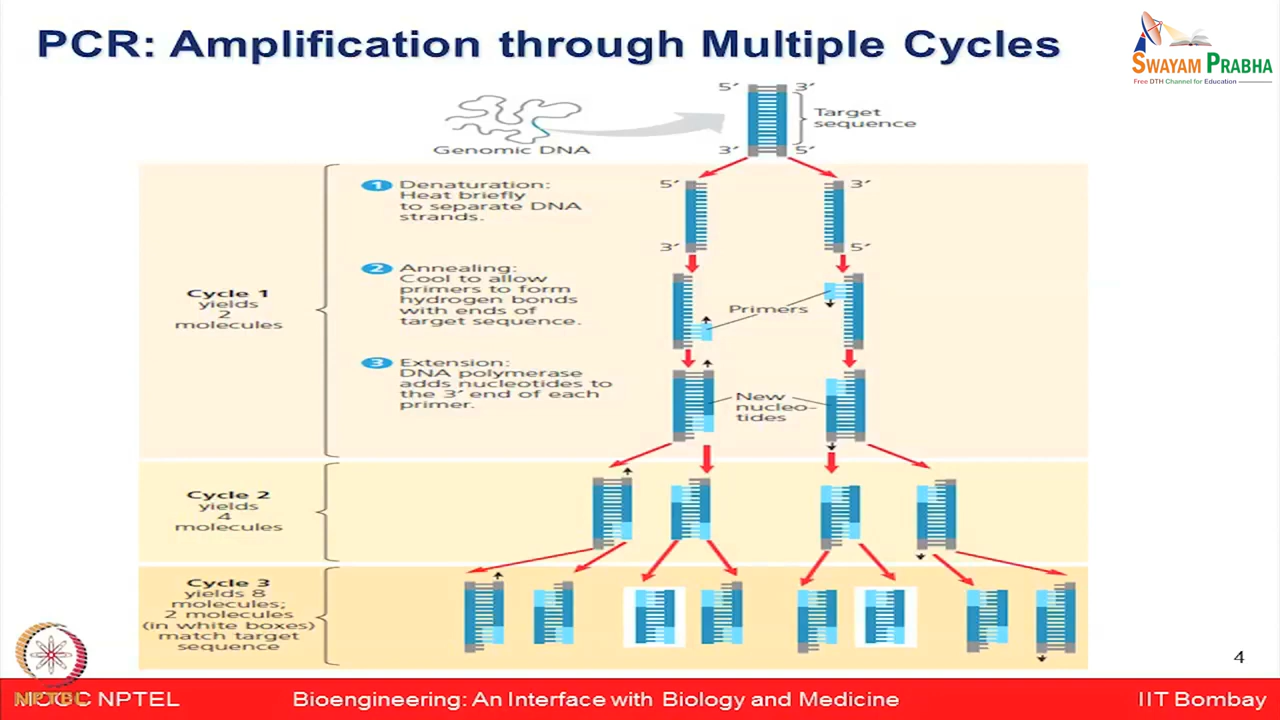 PCR: Amplification through Multiple Cycles
SWAYAM PRABHA
Free DTH Channel for Education
5′ 3′
Target
sequence
Genomic DNA
3′ 5′
1 Denaturation:
Heat briefly
to separate DNA
strands.
5′ 3′
3′ 5′
2 Annealing:
Cool to allow
primers to form
hydrogen bonds
with ends of
target sequence.
Primers
Cycle 1
yields
2
molecules
3 Extension:
DNA polymerase
adds nucleotides to
the 3′ end of each
primer.
New
nucleo-
tides
Cycle 2
yields
4
molecules
Cycle 3
yields 8
molecules;
2 molecules
(in white boxes)
match target
sequence
4
NPTEL Bioengineering: An Interface with Biology and Medicine IIT Bombay